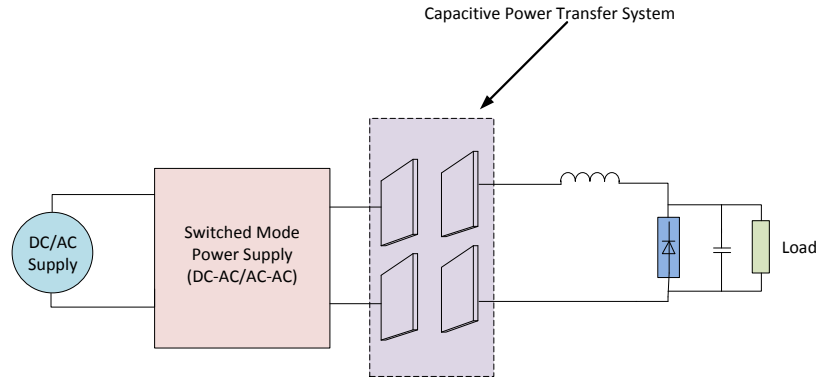 Capacitive Power Transfer System
DC/AC
Supply
Switched Mode
Power Supply
(DC-AC/AC-AC)
Load